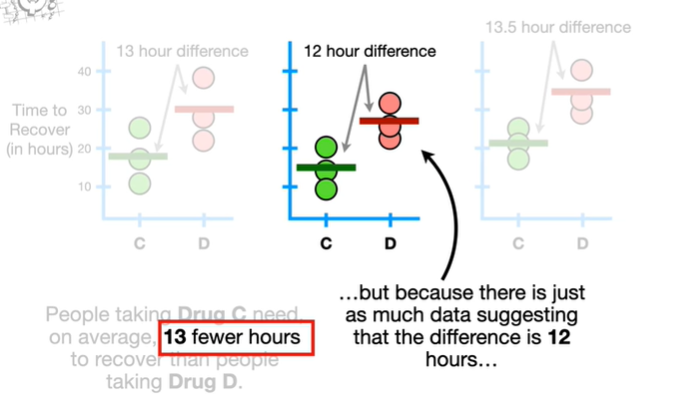 13.5 hour difference
13 hour difference
12 hour difference
40
Time to 30
Recover
(in hours) 20
10
C D
C D
C D
...but because there is just
as much data suggesting
that the difference is 12
hours...
People taking Drug C need,
on average, 13 fewer hours
to recover than people
taking Drug D.